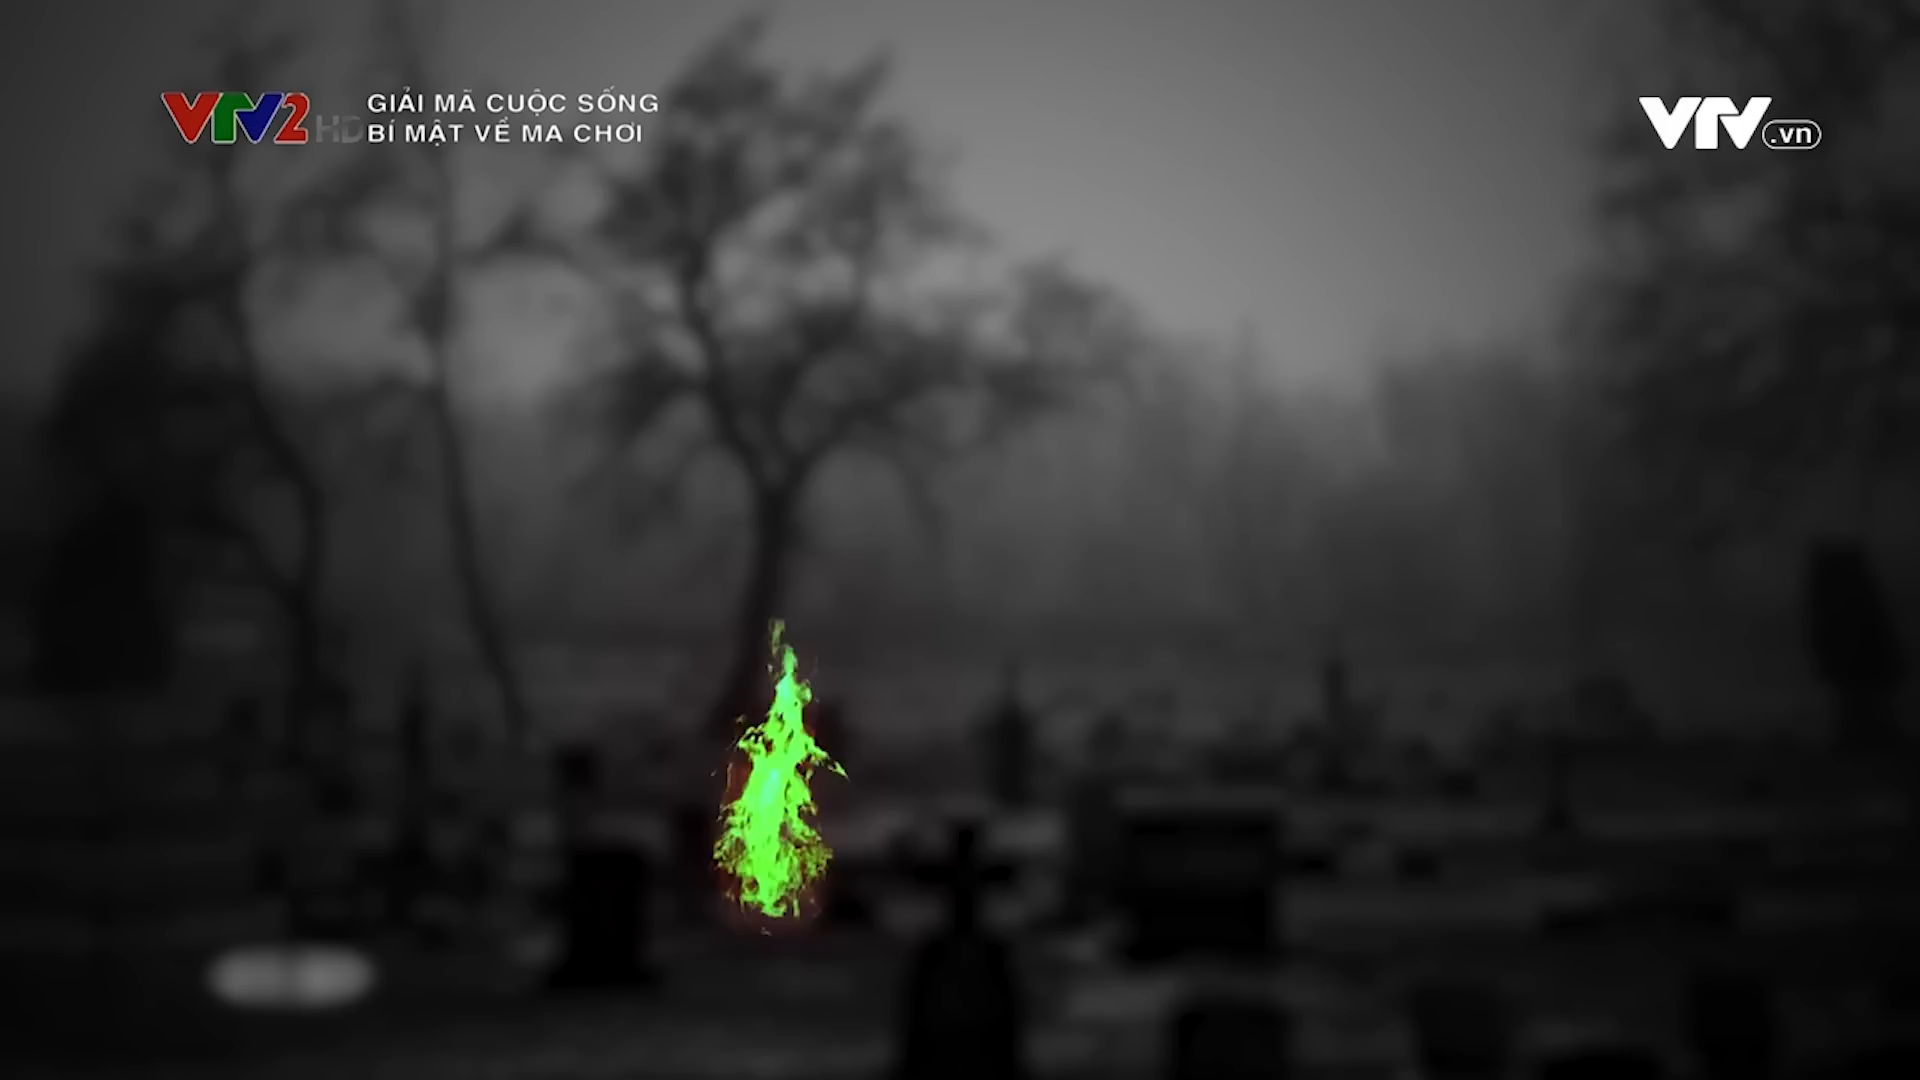 VTV2 HD
GIẢI MÃ CUỘC SỐNG
BÍ MẬT VỀ MA CHƠI
VTV.vn